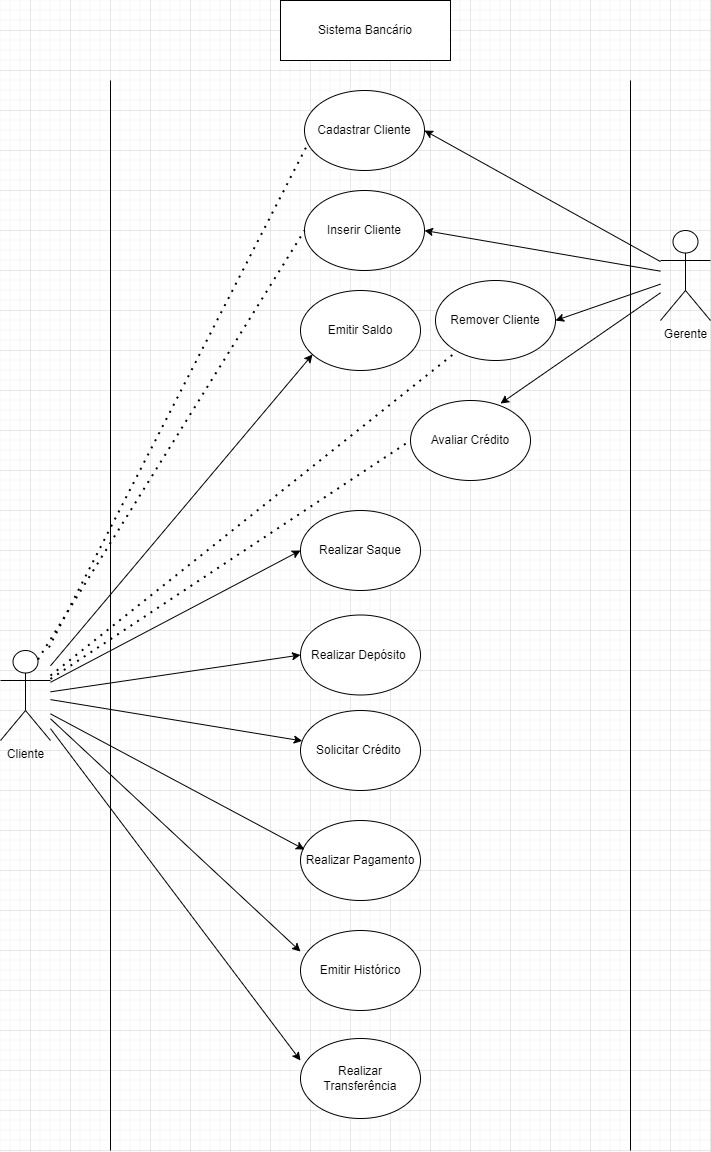 Sistema Bancário
Cadastrar Cliente
Inserir Cliente
Emitir Saldo
Remover Cliente
Gerente
Avaliar Crédito
Realizar Saque
Realizar Depósito
Solicitar Crédito
Cliente
Realizar Pagamento
Emitir Histórico
Realizar
Transferência